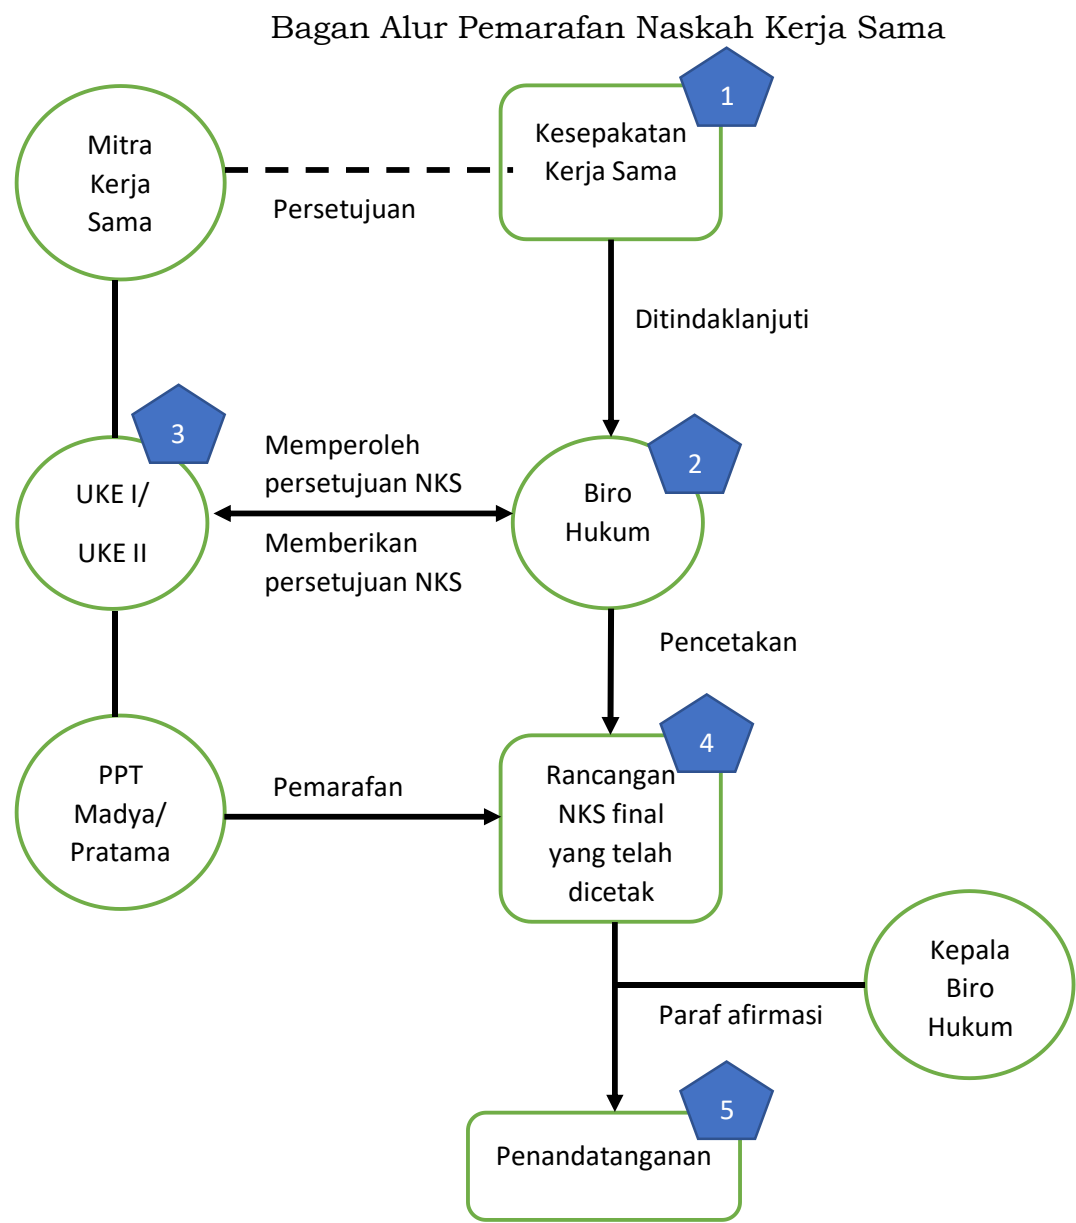 Bagan Alur Pemarafan Naskah Kerja Sama
1
Mitra
Kerja
Sama
Persetujuan
Kesepakatan
Kerja Sama
Ditindaklanjuti
3
UKE I/
UKE II
Memperoleh
persetujuan NKS
Memberikan
persetujuan NKS
2
Biro
Hukum
Pencetakan
4
PPT
Madya/
Pratama
Pemarafan
Rancangan
NKS final
yang telah
dicetak
Kepala
Biro
Hukum
Paraf afirmasi
5
Penandatanganan